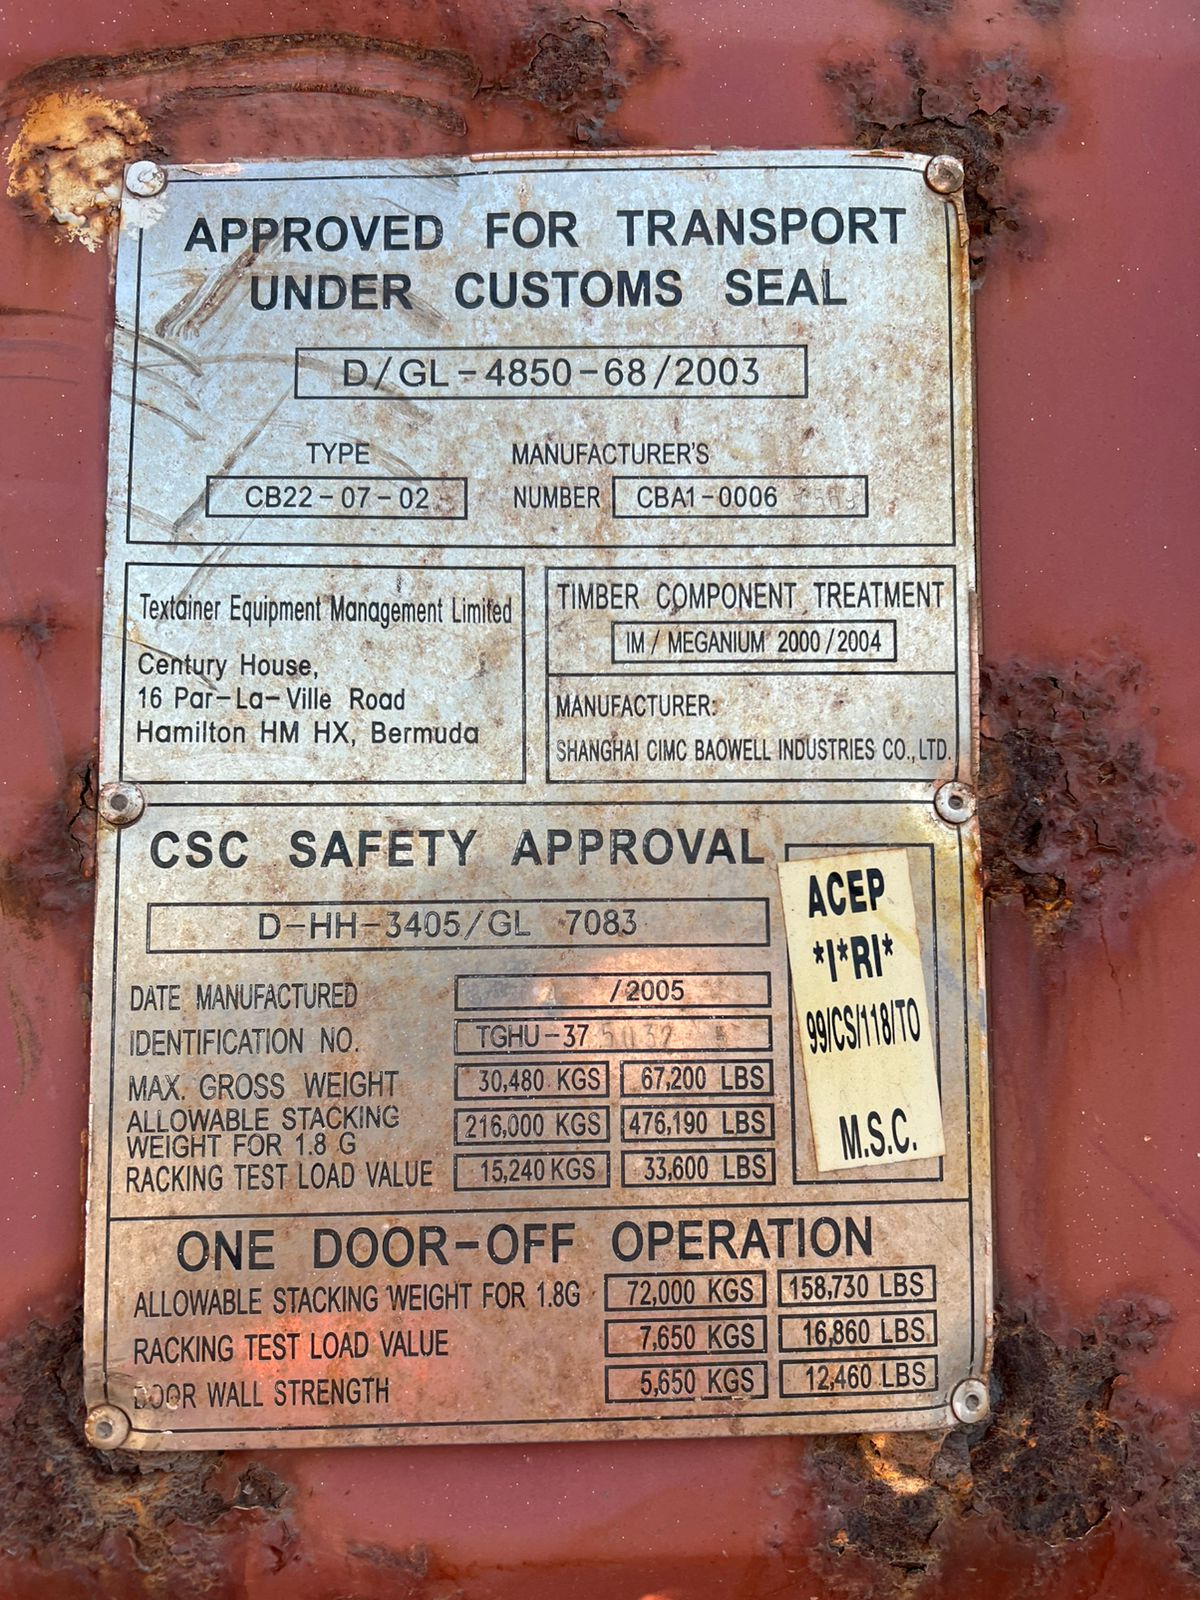 APPROVED FOR TRANSPORT
UNDER CUSTOMS SEAL
D/GL-4850-68/2003
TYPE
CB22-07-02
MANUFACTURER'S
NUMBER
CBA1-0006
Textainer Equipment Management Limited
Century House,
16 Par-La-Ville Road
Hamilton HM HX, Bermuda
TIMBER COMPONENT TREATMENT
IM / MEGANIUM 2000/2004
MANUFACTURER:
SHANGHAI CIMC BAOWELL INDUSTRIES CO.,LTD.
CSC SAFETY APPROVAL
D-HH-3405/GL 7083
DATE MANUFACTURED /2005
IDENTIFICATION NO. TGHU-37
MAX. GROSS WEIGHT 30,480 KGS 67,200 LBS
ALLOWABLE STACKING
WEIGHT FOR 1.8 G 216,000 KGS 476,190 LBS
RACKING TEST LOAD VALUE 15,240 KGS 33,600 LBS
ACEP
*I*RI*
99/CS/118/TO
M.S.C.
ONE DOOR-OFF OPERATION
ALLOWABLE STACKING WEIGHT FOR 1.8G 72,000 KGS 158,730 LBS
RACKING TEST LOAD VALUE 7,650 KGS 16,860 LBS
DOOR WALL STRENGTH 5,650 KGS 12,460 LBS